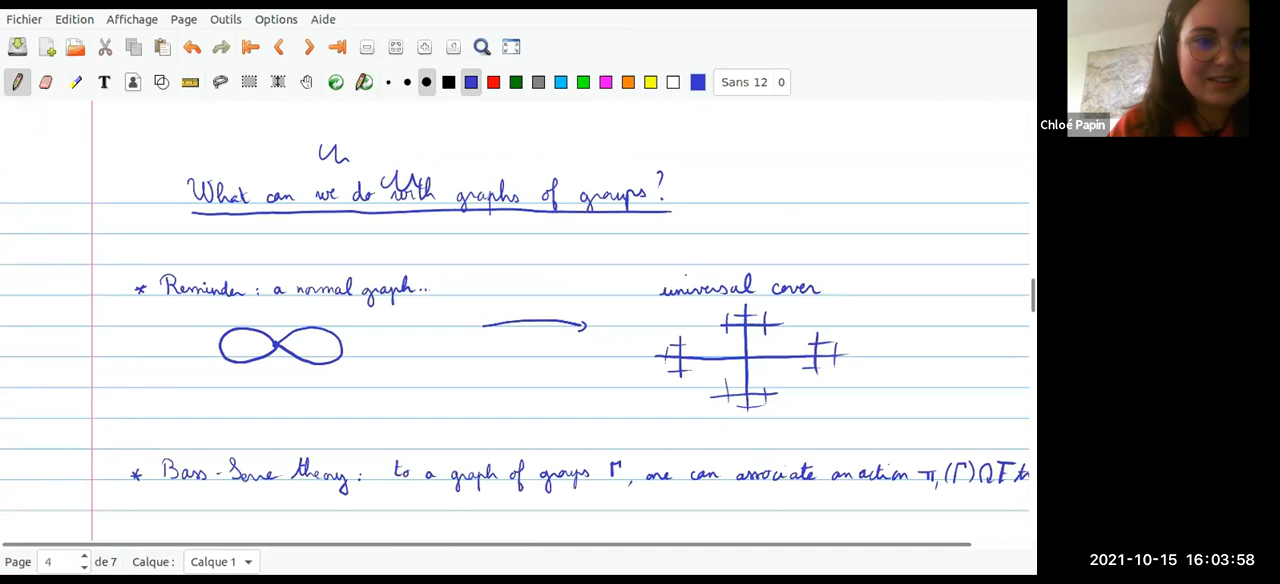 Fichier Edition Affichage Page Outils Options Aide
T Sans 12 0
Chloé Papin
What can we do with graphs of groups?
* Reminder: a normal graph...
universal cover
* Bass-Serre theory: to a graph of groups Γ, one can associate an action π₁(Γ)
Page 4 de 7 Calque : Calque 1
2021-10-15 16:03:58